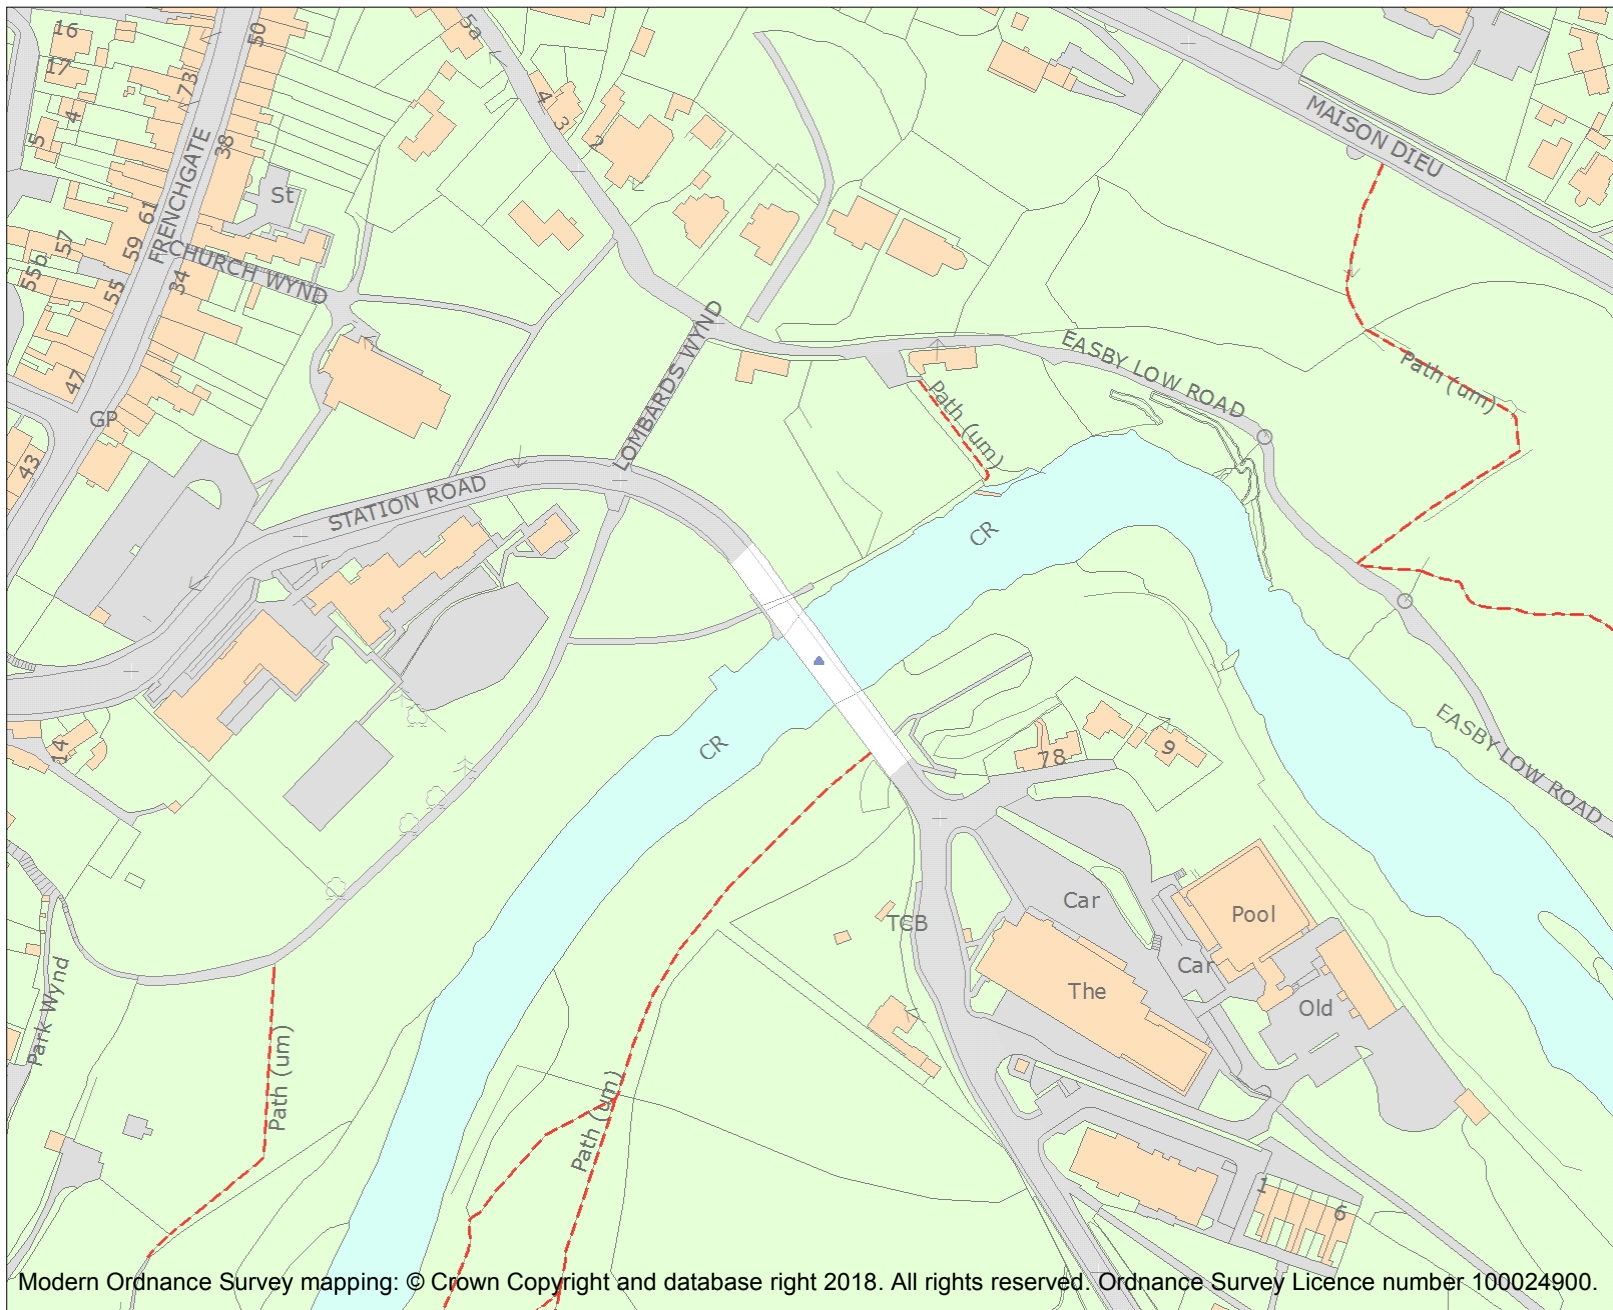 16
50
5a
17
73
4
MAISON DIEU
4
3
5
38
2
FRENCHGATE
St
61
57
59
CHURCH WYND
55b
34
55
LOMBARDS WYND
EASBY LOW ROAD
Path (um)
47
Path (um)
GP
43
STATION ROAD
CR
EASBY LOW ROAD
CR
14
78
9
Car
Pool
TCB
Car
The
Old
Park Wynd
Path (um)
Path (um)
1
6
Modern Ordnance Survey mapping: © Crown Copyright and database right 2018. All rights reserved. Ordnance Survey Licence number 100024900.